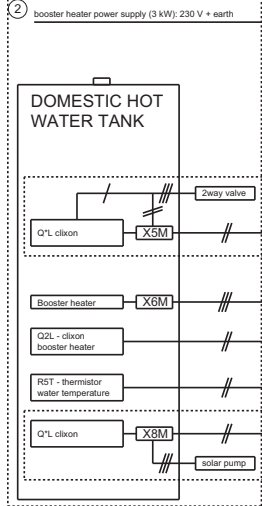 2
booster heater power supply (3 kW): 230 V + earth
DOMESTIC HOT
WATER TANK
2way valve
Q*L clixon
X5M
Booster heater
X6M
Q2L - clixon
booster heater
R5T - thermistor
water temperature
Q*L clixon
X8M
solar pump